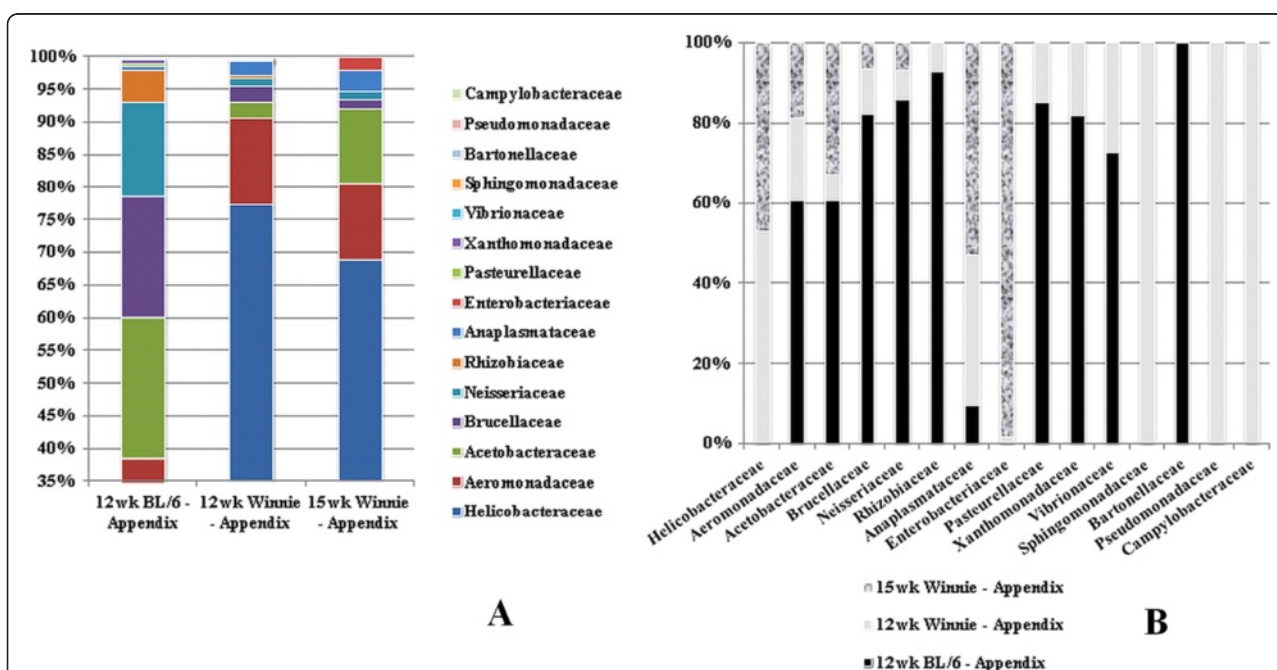 100%
95%
90%
85%
80%
75%
70%
65%
60%
55%
50%
45%
40%
35%
12wk BL/6 -
Appendix
12wk Winnie
- Appendix
15wk Winnie
- Appendix
Campylobacteraceae
Pseudomonadaceae
Bartonellaceae
Sphingomonadaceae
Vibrionaceae
Xanthomonadaceae
Pasteurellaceae
Enterobacteriaceae
Anaplasmataceae
Rhizobiaceae
Neisseriaceae
Brucellaceae
Acetobacteraceae
Aeromonadaceae
Helicobacteraceae
A
100%
80%
60%
40%
20%
0%
Helicobacteraceae
Aeromonadaceae
Acetobacteraceae
Brucellaceae
Neisseriaceae
Rhizobiaceae
Anaplasmataceae
Enterobacteriaceae
Pasteurellaceae
Xanthomonadaceae
Vibrionaceae
Sphingomonadaceae
Bartonellaceae
Pseudomonadaceae
Campylobacteraceae
15wk Winnie - Appendix
12wk Winnie - Appendix
12wk BL/6 - Appendix
B